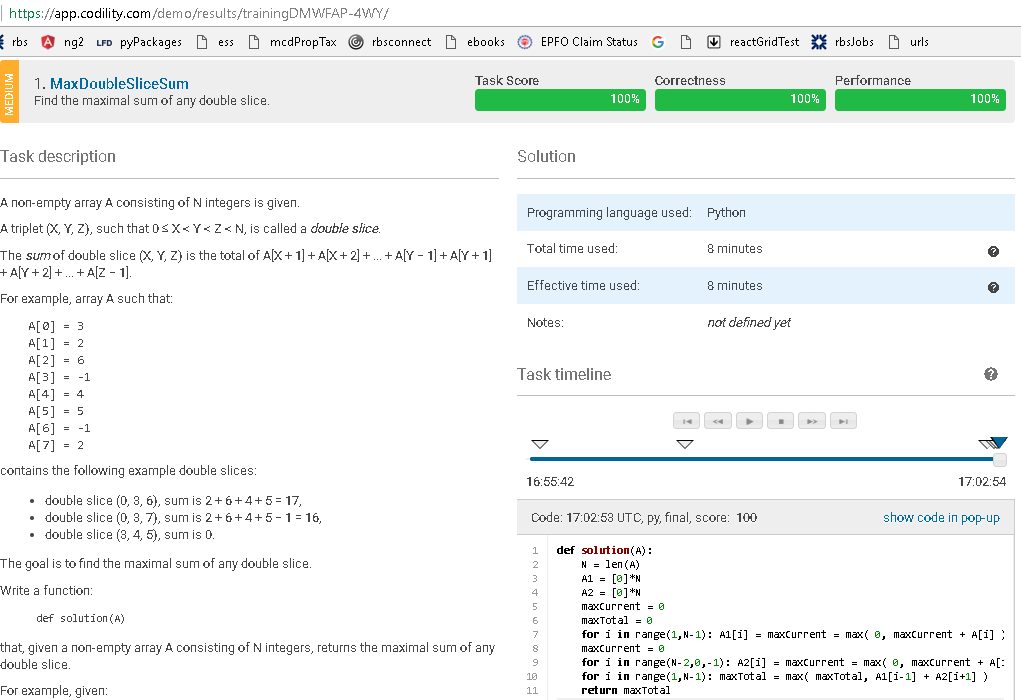 https://app.codility.com/demo/results/trainingDMWFAP-4WY/
rbs ng2 LFD pyPackages ess mcdPropTax rbsconnect ebooks EPFO Claim Status reactGridTest rbsJobs urls
MEDIUM
1. MaxDoubleSliceSum
Find the maximal sum of any double slice.
Task Score Correctness Performance
100% 100% 100%
Task description
A non-empty array A consisting of N integers is given.
A triplet (X, Y, Z), such that 0 ≤ X < Y < Z < N, is called a double slice.
The sum of double slice (X, Y, Z) is the total of A[X + 1] + A[X + 2] + ... + A[Y − 1] + A[Y + 1]
+ A[Y + 2] + ... + A[Z − 1].
For example, array A such that:
A[0] = 3
A[1] = 2
A[2] = 6
A[3] = -1
A[4] = 4
A[5] = 5
A[6] = -1
A[7] = 2
contains the following example double slices:
• double slice (0, 3, 6), sum is 2 + 6 + 4 + 5 = 17,
• double slice (0, 3, 7), sum is 2 + 6 + 4 + 5 − 1 = 16,
• double slice (3, 4, 5), sum is 0.
The goal is to find the maximal sum of any double slice.
Write a function:
def solution(A)
that, given a non-empty array A consisting of N integers, returns the maximal sum of any
double slice.
For example, given:
Solution
Programming language used: Python
Total time used: 8 minutes
Effective time used: 8 minutes
Notes: not defined yet
Task timeline
16:55:42 17:02:54
Code: 17:02:53 UTC, py, final, score: 100
show code in pop-up
1 def solution(A):
2 N = len(A)
3 A1 = [0]*N
4 A2 = [0]*N
5 maxCurrent = 0
6 maxTotal = 0
7 for i in range(1,N-1): A1[i] = maxCurrent = max( 0, maxCurrent + A[i] )
8 maxCurrent = 0
9 for i in range(N-2,0,-1): A2[i] = maxCurrent = max( 0, maxCurrent + A[i
10 for i in range(1,N-1): maxTotal = max( maxTotal, A1[i-1] + A2[i+1] )
11 return maxTotal